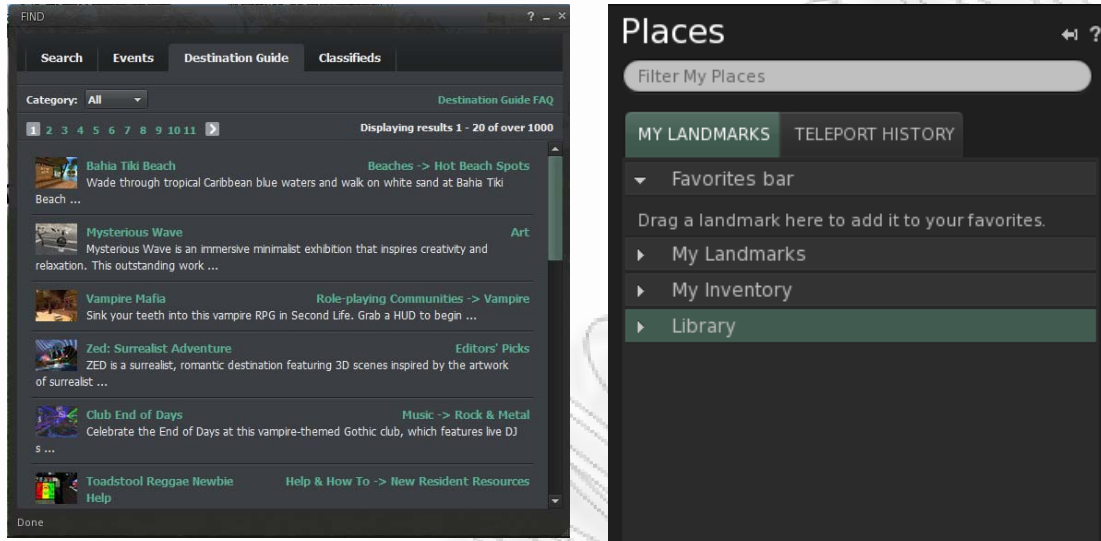 FIND
Search Events Destination Guide Classifieds
Category: All Destination Guide FAQ
1 2 3 4 5 6 7 8 9 10 11 Displaying results 1 - 20 of over 1000
Bahia Tiki Beach Beaches -> Hot Beach Spots
Wade through tropical Caribbean blue waters and walk on white sand at Bahia Tiki
Beach ...
Mysterious Wave Art
Mysterious Wave is an immersive minimalist exhibition that inspires creativity and
relaxation. This outstanding work ...
Vampire Mafia Role-playing Communities -> Vampire
Sink your teeth into this vampire RPG in Second Life. Grab a HUD to begin ...
Zed: Surrealist Adventure Editors' Picks
ZED is a surrealist, romantic destination featuring 3D scenes inspired by the artwork
of surrealist ...
Club End of Days Music -> Rock & Metal
Celebrate the End of Days at this vampire-themed Gothic club, which features live DJ
s ...
Toadstool Reggae Newbie Help & How To -> New Resident Resources
Help
Done
Places
Filter My Places
MY LANDMARKS TELEPORT HISTORY
Favorites bar
Drag a landmark here to add it to your favorites.
My Landmarks
My Inventory
Library